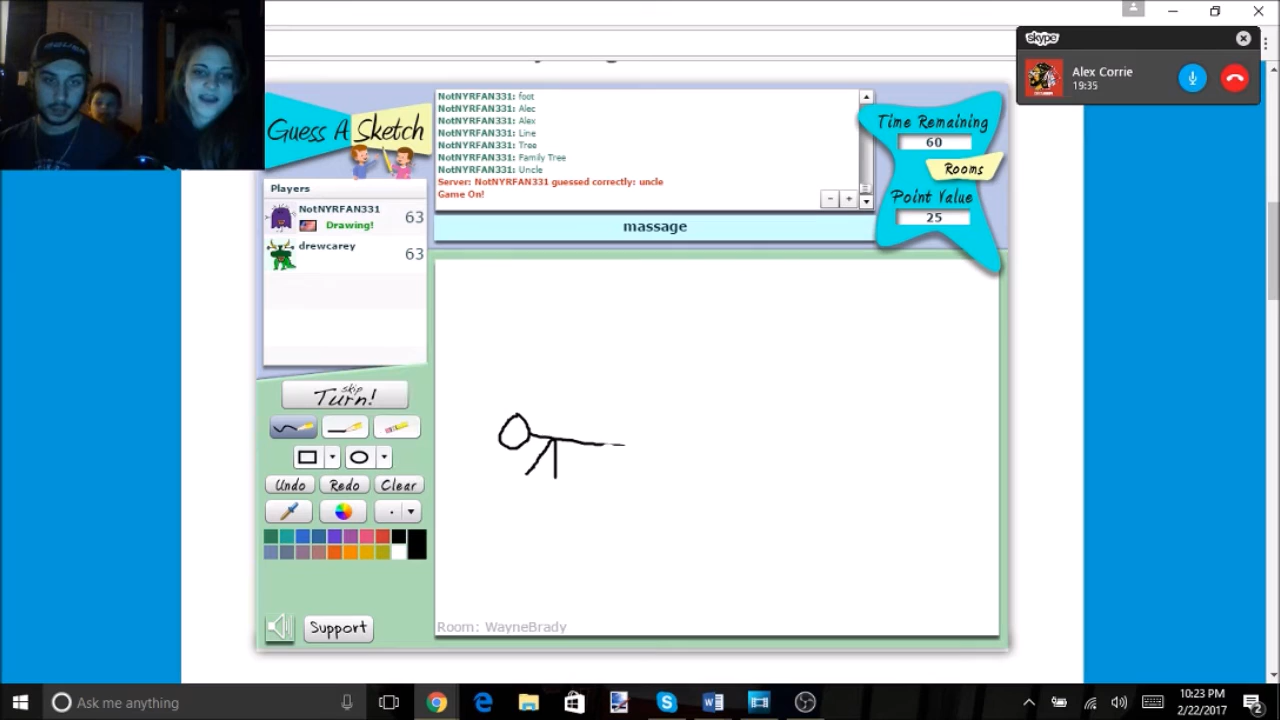 skype
Alex Corrie
19:35
Guess A Sketch
NotNYRFAN331: foot
NotNYRFAN331: Alec
NotNYRFAN331: Alex
NotNYRFAN331: Line
NotNYRFAN331: Tree
NotNYRFAN331: Family Tree
NotNYRFAN331: Uncle
Server: NotNYRFAN331 guessed correctly: uncle
Game On!
massage
Time Remaining
60
Rooms
Point Value
25
Players
NotNYRFAN331 63
Drawing!
drewcarey 63
skip
Turn!
Undo Redo Clear
Support
Room: WayneBrady
Ask me anything
10:23 PM
2/22/2017
2